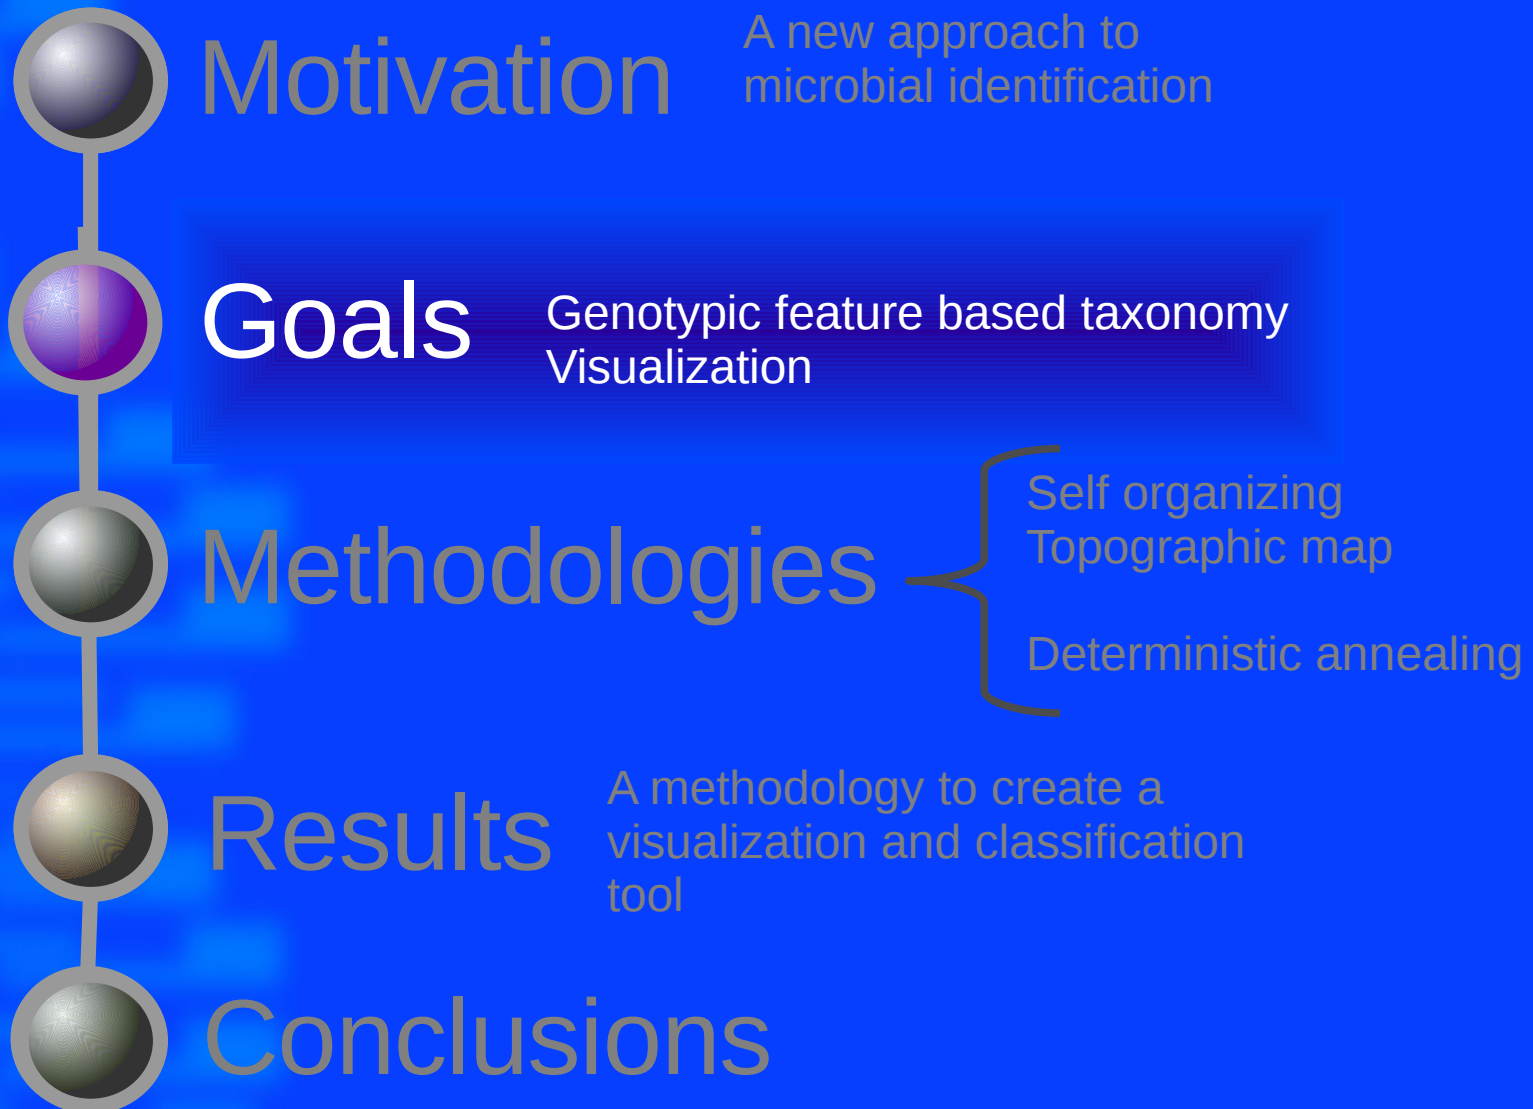 Motivation
A new approach to
microbial identification
Goals
Genotypic feature based taxonomy
Visualization
Methodologies
Self organizing
Topographic map
Deterministic annealing
Results
A methodology to create a
visualization and classification
tool
Conclusions